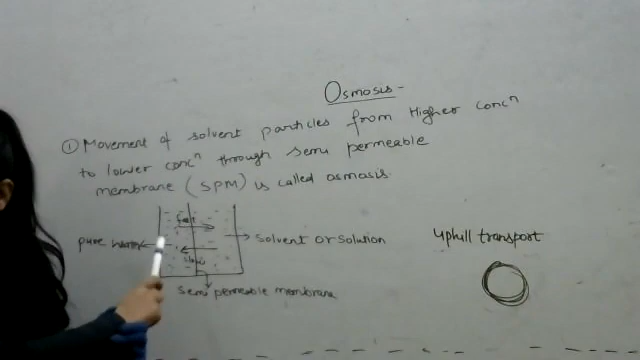 Osmosis-
① Movement of solvent particles from Higher concⁿ
to lower concⁿ through semi permeable
membrane (SPM) is called osmosis.
pure water
solvent or solution
uphill transport
semi permeable membrane